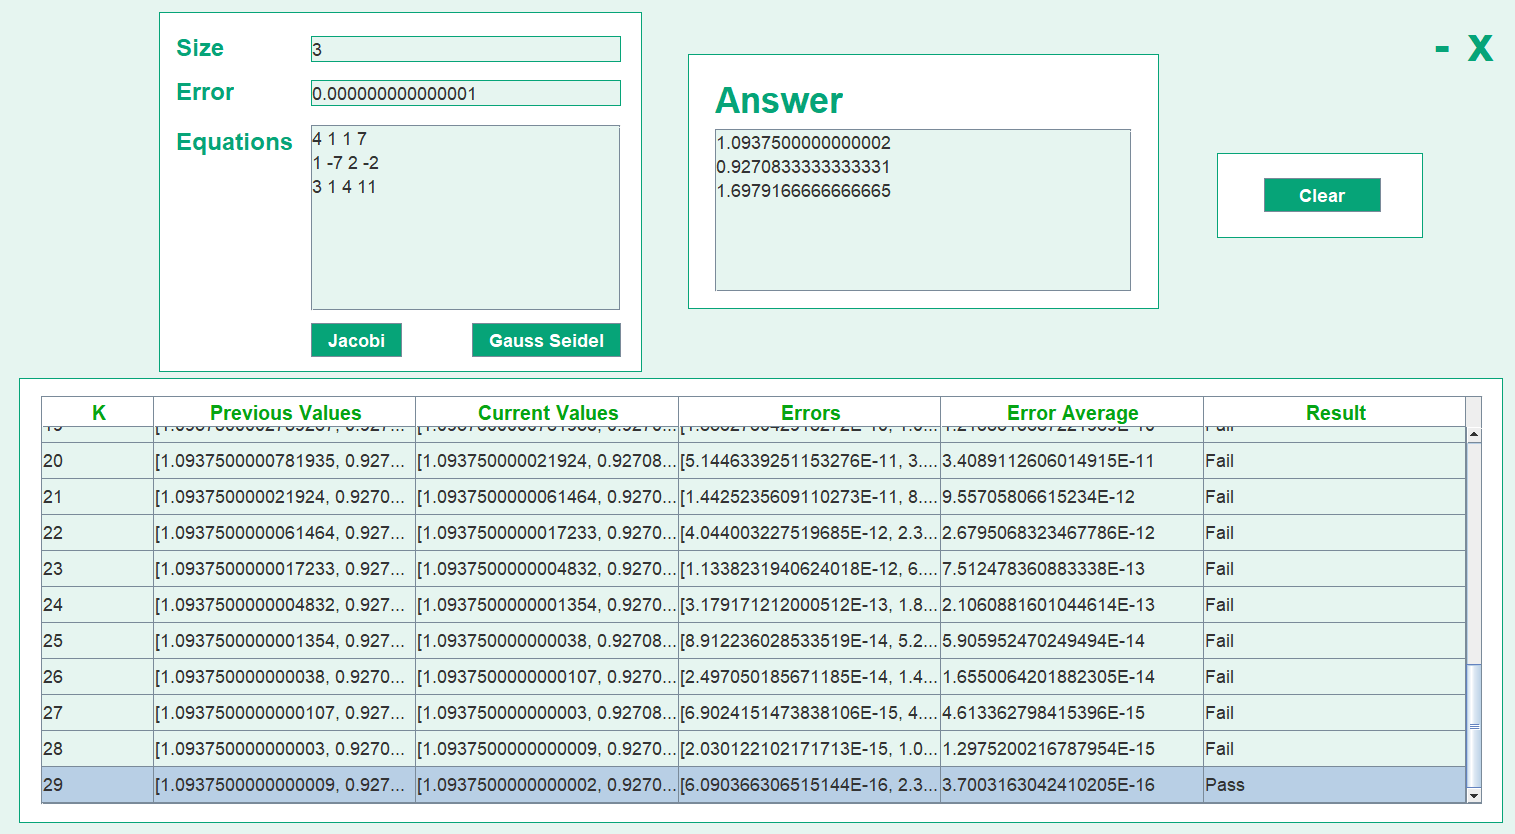 Size
3
Error
0.000000000000001
Equations
4 1 1 7
1 -7 2 -2
3 1 4 11
Jacobi
Gauss Seidel
Answer
1.0937500000000002
0.9270833333333331
1.6979166666666665
- X
Clear
K Previous Values Current Values Errors Error Average Result
20 [1.0937500000781935, 0.927... [1.093750000021924, 0.92708... [5.1446339251153276E-11, 3.... 3.4089112606014915E-11 Fail
21 [1.093750000021924, 0.9270... [1.0937500000061464, 0.9270... [1.4425235609110273E-11, 8.... 9.55705806615234E-12 Fail
22 [1.0937500000061464, 0.927... [1.0937500000017233, 0.9270... [4.044003227519685E-12, 2.3... 2.6795068323467786E-12 Fail
23 [1.0937500000017233, 0.927... [1.0937500000004832, 0.9270... [1.1338231940624018E-12, 6.... 7.512478360883338E-13 Fail
24 [1.0937500000004832, 0.927... [1.0937500000001354, 0.9270... [3.179171212000512E-13, 1.8... 2.1060881601044614E-13 Fail
25 [1.0937500000001354, 0.927... [1.093750000000038, 0.92708... [8.912236028533519E-14, 5.2... 5.905952470249494E-14 Fail
26 [1.093750000000038, 0.9270... [1.0937500000000107, 0.9270... [2.497050185671185E-14, 1.4... 1.6550064201882305E-14 Fail
27 [1.0937500000000107, 0.927... [1.093750000000003, 0.92708... [6.9024151473838106E-15, 4.... 4.613362798415396E-15 Fail
28 [1.093750000000003, 0.9270... [1.0937500000000009, 0.9270... [2.030122102171713E-15, 1.0... 1.2975200216787954E-15 Fail
29 [1.0937500000000009, 0.927... [1.0937500000000002, 0.9270... [6.090366306515144E-16, 2.3... 3.7003163042410205E-16 Pass